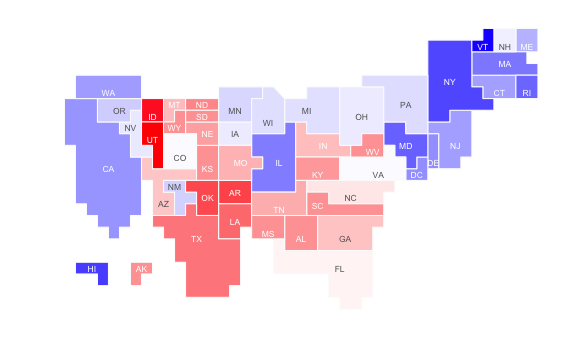 VT NH ME
WA NY MA
OR CT RI
MT ND MN MI PA
ID SD WI OH
NV WY NE IA
UT MD NJ
CO MO IN WV
CA KS IL DE
KY VA DC
NM
AZ OK AR NC
TN SC
LA
TX MS AL GA
HI AK FL